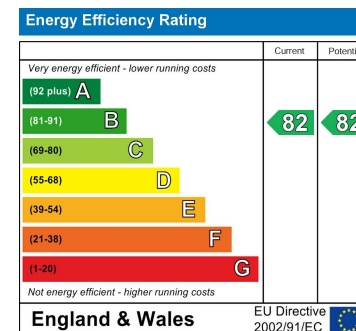 Energy Efficiency Rating
Current Potenti
Very energy efficient - lower running costs
(92 plus) A
(81-91) B 82 82
(69-80) C
(55-68) D
(39-54) E
(21-38) F
(1-20) G
Not energy efficient - higher running costs
England & Wales
EU Directive
2002/91/EC